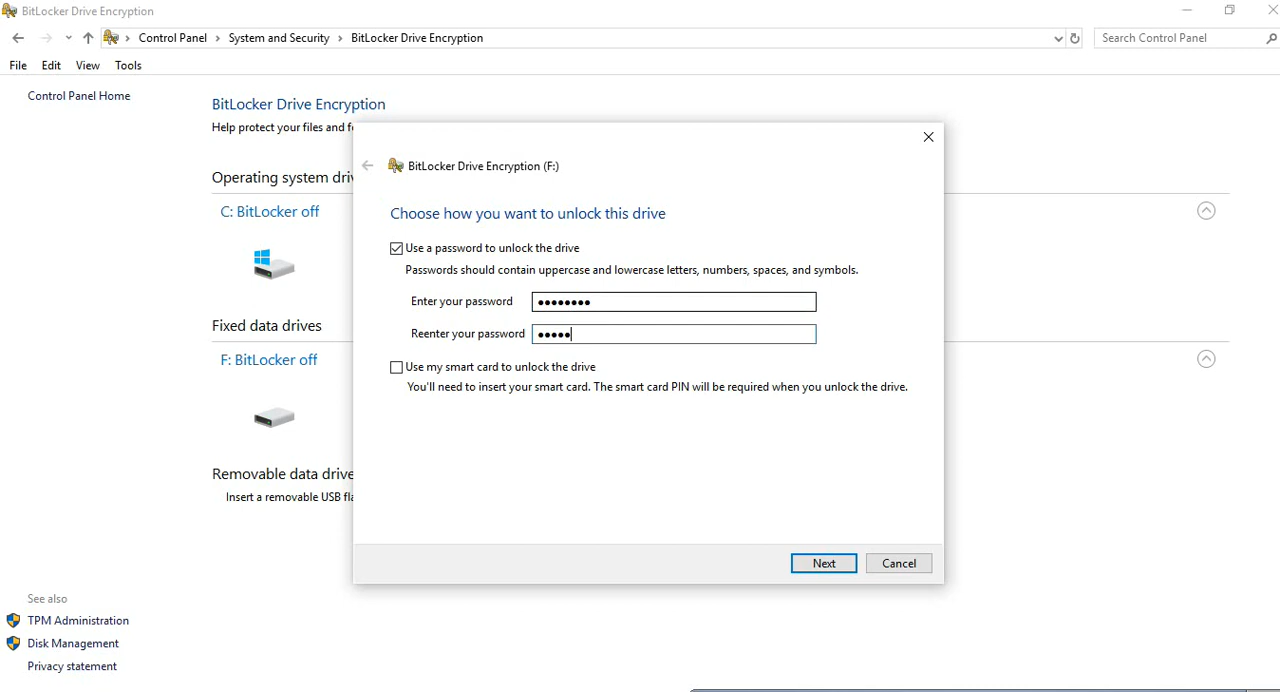 BitLocker Drive Encryption
Control Panel > System and Security > BitLocker Drive Encryption
Search Control Panel
File Edit View Tools
Control Panel Home
BitLocker Drive Encryption
Help protect your files and f
BitLocker Drive Encryption (F:)
Operating system driv
C: BitLocker off
Choose how you want to unlock this drive
Use a password to unlock the drive
Passwords should contain uppercase and lowercase letters, numbers, spaces, and symbols.
Enter your password ●●●●●●●●
Reenter your password ●●●●●
Use my smart card to unlock the drive
You'll need to insert your smart card. The smart card PIN will be required when you unlock the drive.
Fixed data drives
F: BitLocker off
Removable data drive
Insert a removable USB fla
Next Cancel
See also
TPM Administration
Disk Management
Privacy statement